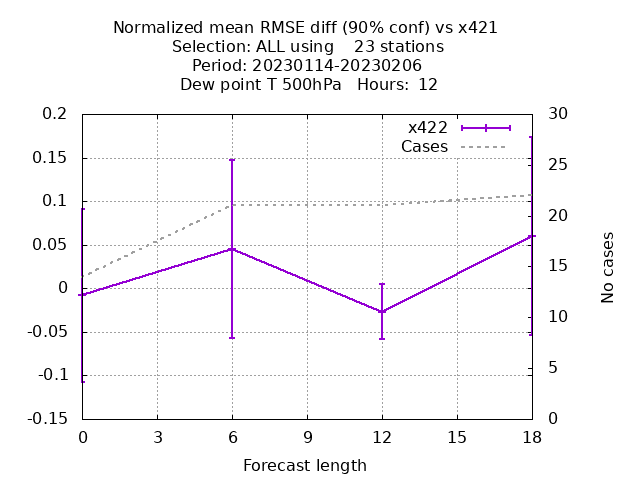 Normalized mean RMSE diff (90% conf) vs x421
Selection: ALL using    23 stations
Period: 20230114-20230206
Dew point T 500hPa   Hours:  12
x422
Cases
0.2
0.15
0.1
0.05
0
-0.05
-0.1
-0.15
30
25
20
15
10
5
0
No cases
0 3 6 9 12 15 18
Forecast length